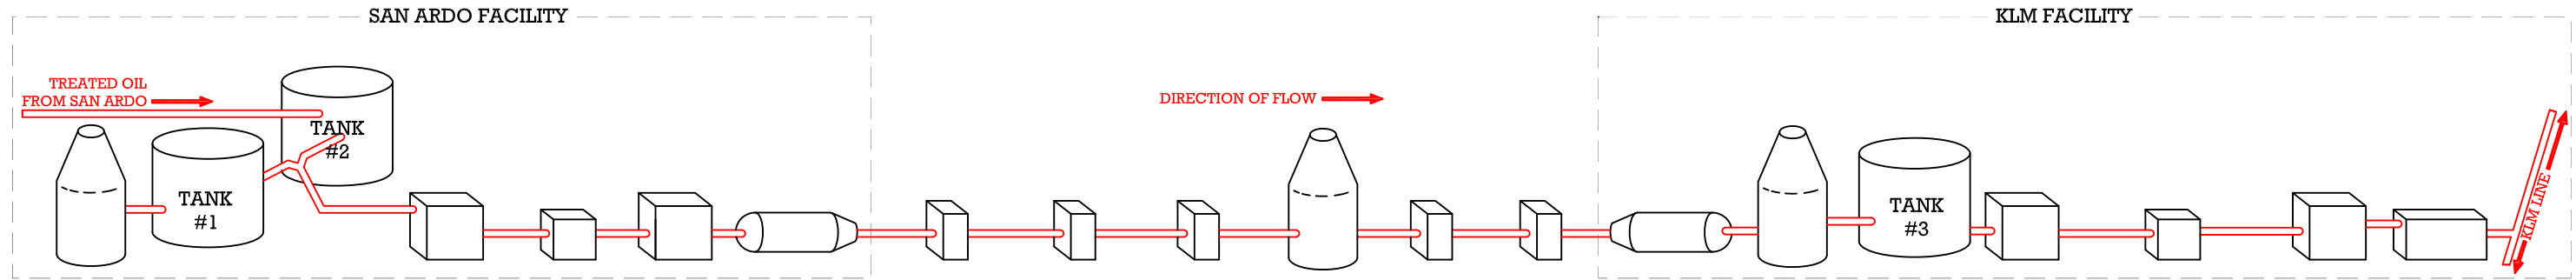 SAN ARDO FACILITY
KLM FACILITY
TREATED OIL
FROM SAN ARDO
TANK
#2
TANK
#1
DIRECTION OF FLOW
TANK
#3
KLM LINE